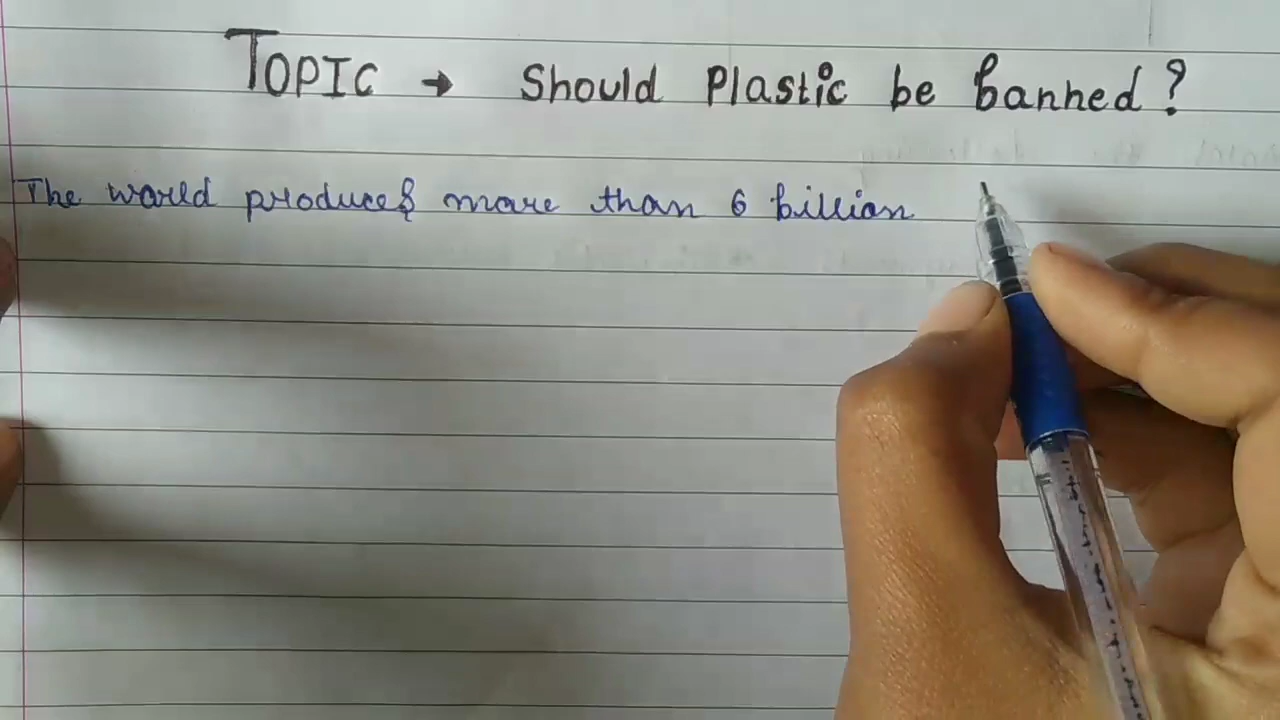 TOPIC → Should Plastic be banned?
The world produces more than 6 billion